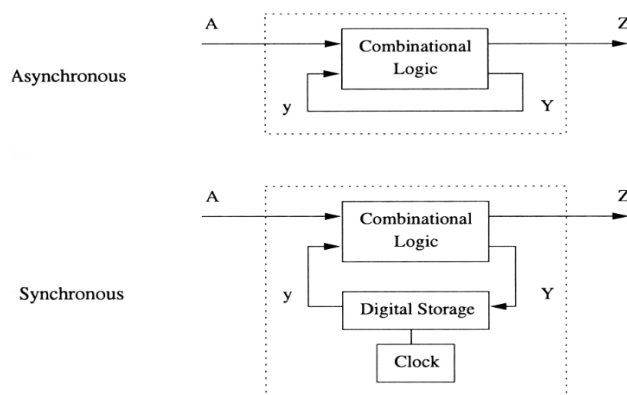 A
Z
Combinational
Logic
Asynchronous
y
Y
A
Z
Combinational
Logic
Synchronous
y
Y
Digital Storage
Clock